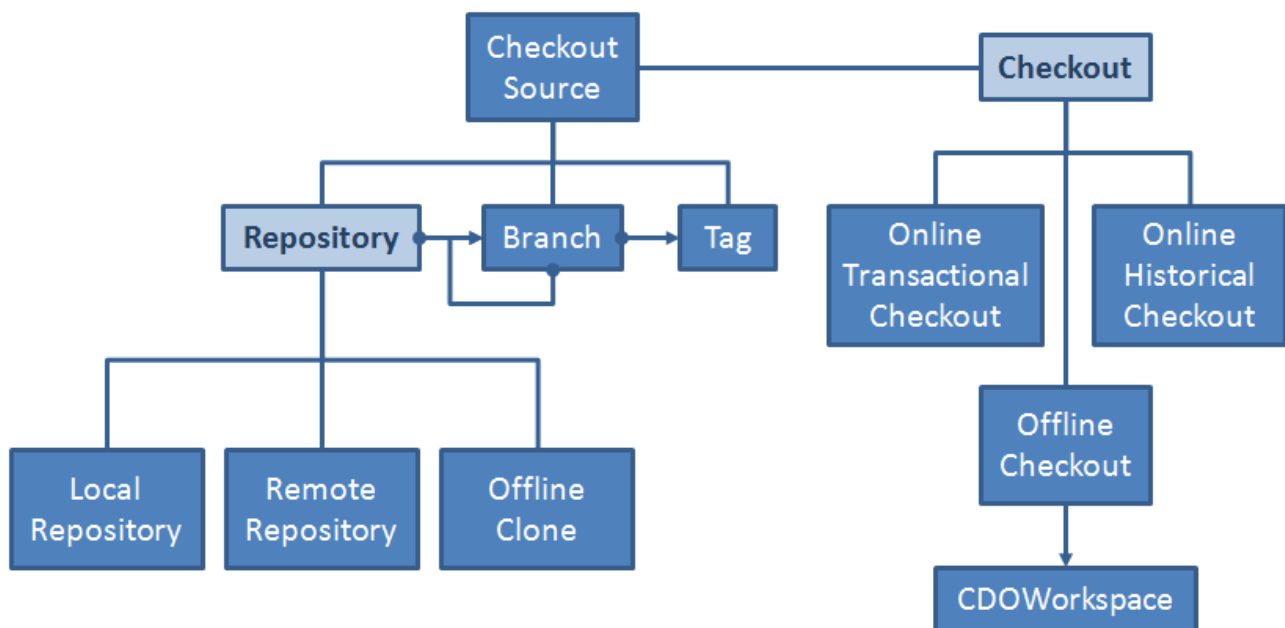 Checkout
Source
Checkout
Repository
Branch
Tag
Online
Transactional
Checkout
Online
Historical
Checkout
Local
Repository
Remote
Repository
Offline
Clone
Offline
Checkout
CDOWorkspace